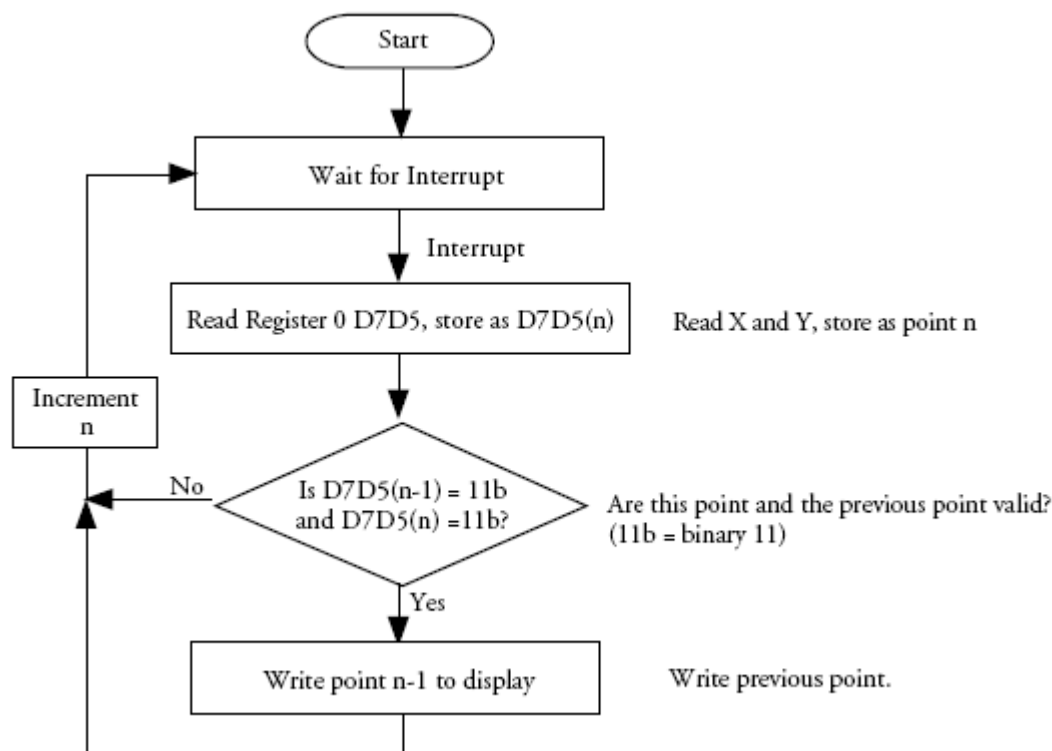 Start
Wait for Interrupt
Interrupt
Read Register 0 D7D5, store as D7D5(n)
Read X and Y, store as point n
Increment
n
No
Is D7D5(n-1) = 11b
and D7D5(n) =11b?
Are this point and the previous point valid?
(11b = binary 11)
Yes
Write point n-1 to display
Write previous point.